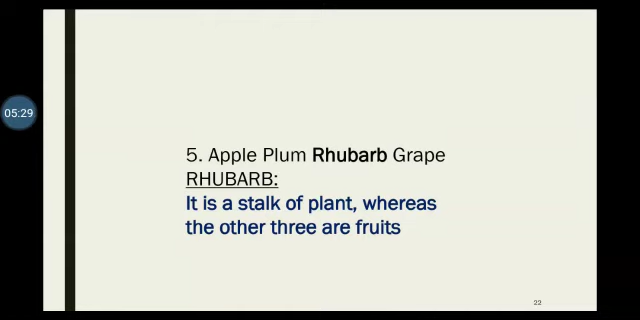 05:29
5. Apple Plum Rhubarb Grape
RHUBARB:
It is a stalk of plant, whereas
the other three are fruits
22